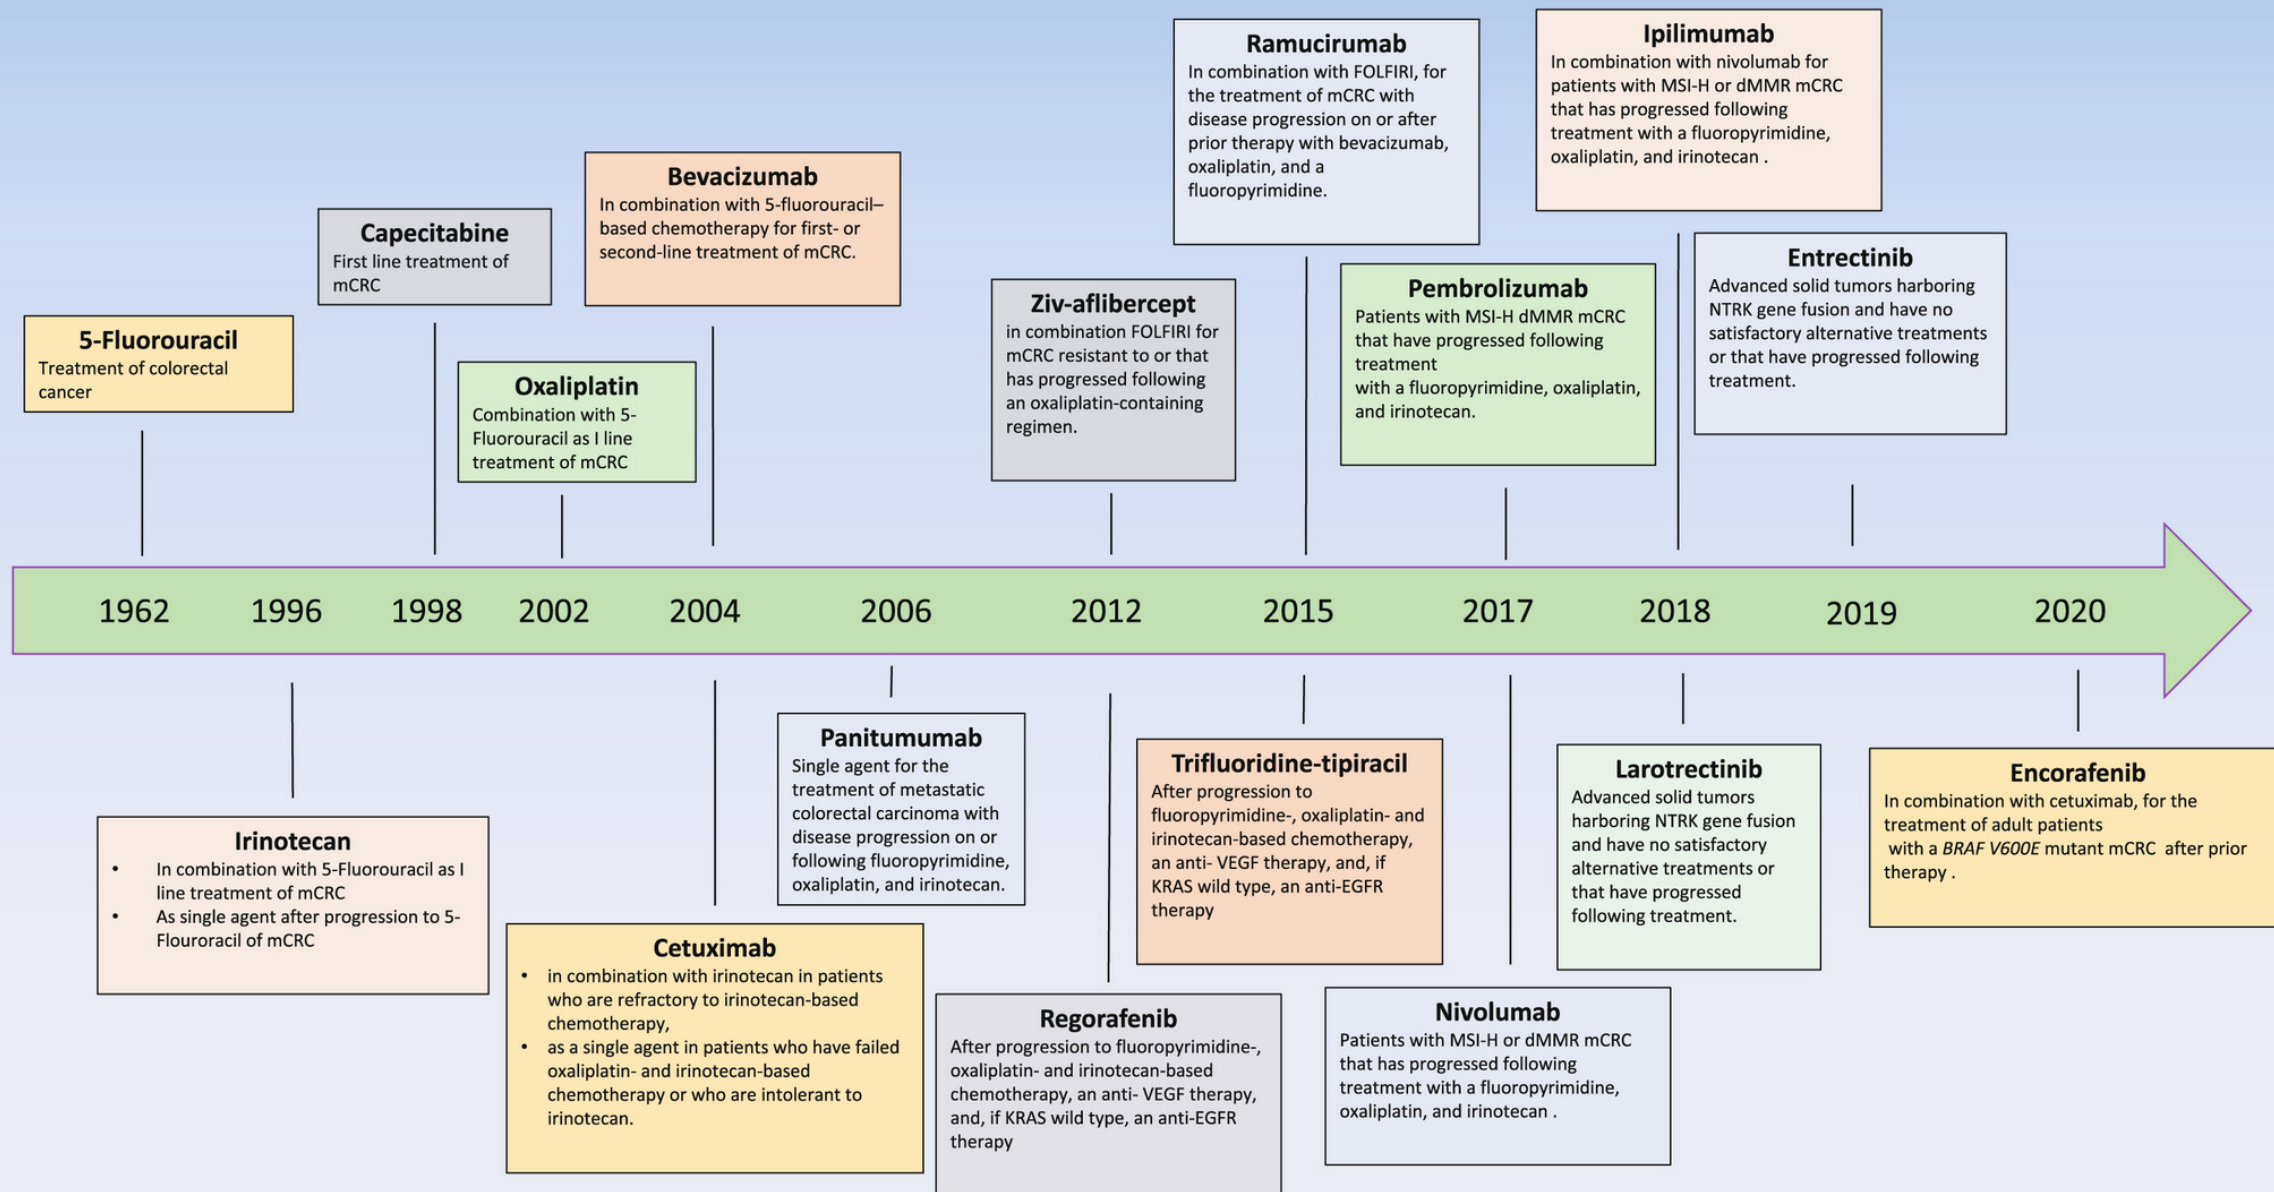 Ramucirumab
In combination with FOLFIRI, for
the treatment of mCRC with
disease progression on or after
prior therapy with bevacizumab,
oxaliplatin, and a
fluoropyrimidine.
Ipilimumab
In combination with nivolumab for
patients with MSI-H or dMMR mCRC
that has progressed following
treatment with a fluoropyrimidine,
oxaliplatin, and irinotecan .
Bevacizumab
In combination with 5-fluorouracil–
based chemotherapy for first- or
second-line treatment of mCRC.
Capecitabine
First line treatment of
mCRC
Entrectinib
Advanced solid tumors harboring
NTRK gene fusion and have no
satisfactory alternative treatments
or that have progressed following
treatment.
Pembrolizumab
Patients with MSI-H dMMR mCRC
that have progressed following
treatment
with a fluoropyrimidine, oxaliplatin,
and irinotecan.
Ziv-aflibercept
in combination FOLFIRI for
mCRC resistant to or that
has progressed following
an oxaliplatin-containing
regimen.
5-Fluorouracil
Treatment of colorectal
cancer
Oxaliplatin
Combination with 5-
Fluorouracil as I line
treatment of mCRC
1962 1996 1998 2002 2004 2006 2012 2015 2017 2018 2019 2020
Panitumumab
Single agent for the
treatment of metastatic
colorectal carcinoma with
disease progression on or
following fluoropyrimidine,
oxaliplatin, and irinotecan.
Trifluoridine-tipiracil
After progression to
fluoropyrimidine-, oxaliplatin- and
irinotecan-based chemotherapy,
an anti- VEGF therapy, and, if
KRAS wild type, an anti-EGFR
therapy
Larotrectinib
Advanced solid tumors
harboring NTRK gene fusion
and have no satisfactory
alternative treatments or
that have progressed
following treatment.
Encorafenib
In combination with cetuximab, for the
treatment of adult patients
with a BRAF V600E mutant mCRC after prior
therapy .
Irinotecan
• In combination with 5-Fluorouracil as I
line treatment of mCRC
• As single agent after progression to 5-
Flouroracil of mCRC
Cetuximab
• in combination with irinotecan in patients
who are refractory to irinotecan-based
chemotherapy,
• as a single agent in patients who have failed
oxaliplatin- and irinotecan-based
chemotherapy or who are intolerant to
irinotecan.
Regorafenib
After progression to fluoropyrimidine-,
oxaliplatin- and irinotecan-based
chemotherapy, an anti- VEGF therapy,
and, if KRAS wild type, an anti-EGFR
therapy
Nivolumab
Patients with MSI-H or dMMR mCRC
that has progressed following
treatment with a fluoropyrimidine,
oxaliplatin, and irinotecan .